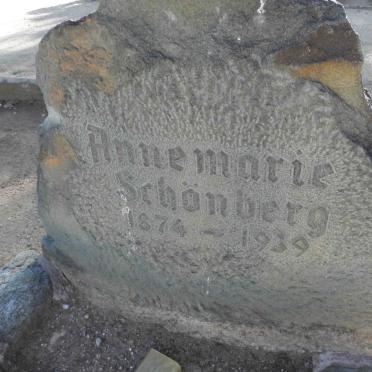 Annemarie
Schönberg
1874 - 1939